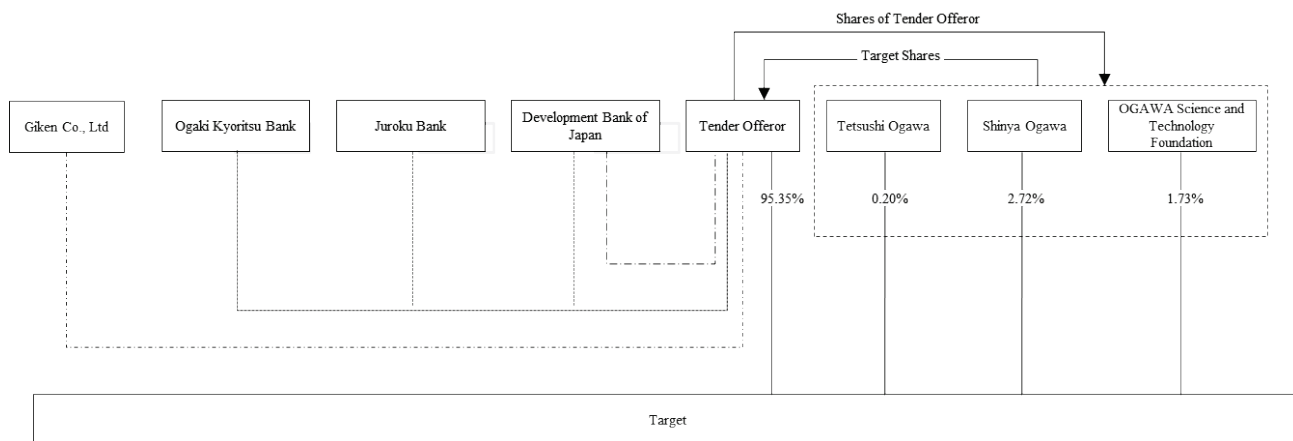 Shares of Tender Offeror
Target Shares
Giken Co., Ltd
Ogaki Kyoritsu Bank
Juroku Bank
Development Bank of
Japan
Tender Offeror
Tetsushi Ogawa
Shinya Ogawa
OGAWA Science and
Technology
Foundation
95.35%
0.20%
2.72%
1.73%
Target